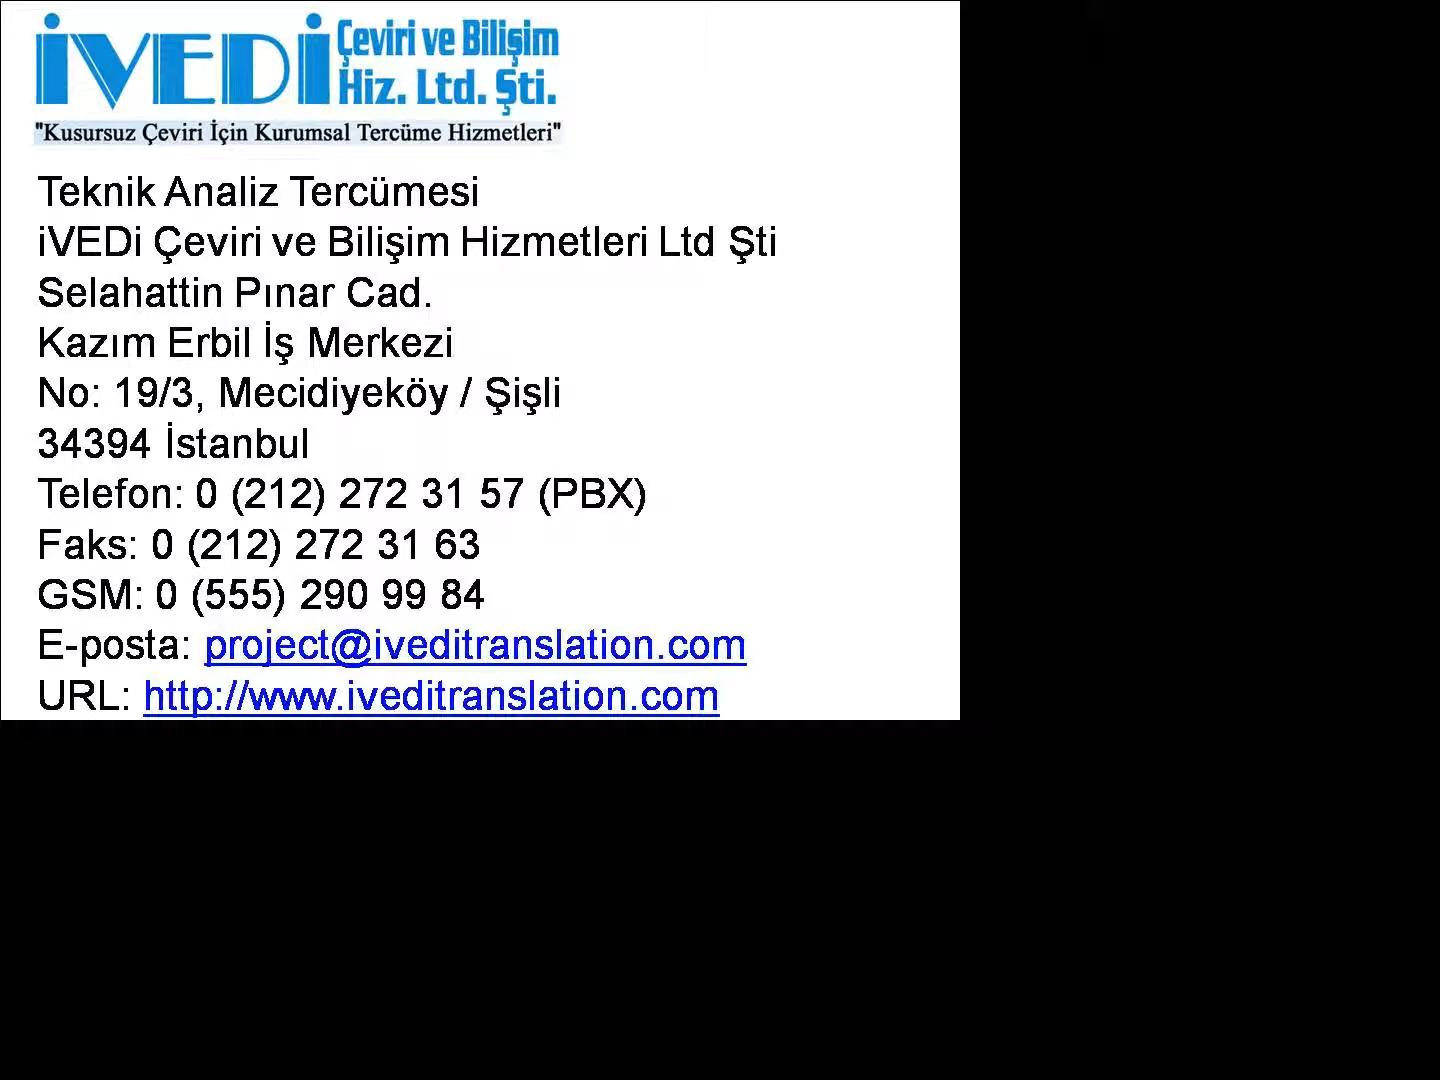 iVEDi Çeviri ve Bilişim
Hiz. Ltd. Şti.
"Kusursuz Çeviri İçin Kurumsal Tercüme Hizmetleri"
Teknik Analiz Tercümesi
iVEDi Çeviri ve Bilişim Hizmetleri Ltd Şti
Selahattin Pınar Cad.
Kazım Erbil İş Merkezi
No: 19/3, Mecidiyeköy / Şişli
34394 İstanbul
Telefon: 0 (212) 272 31 57 (PBX)
Faks: 0 (212) 272 31 63
GSM: 0 (555) 290 99 84
E-posta: project@iveditranslation.com
URL: http://www.iveditranslation.com